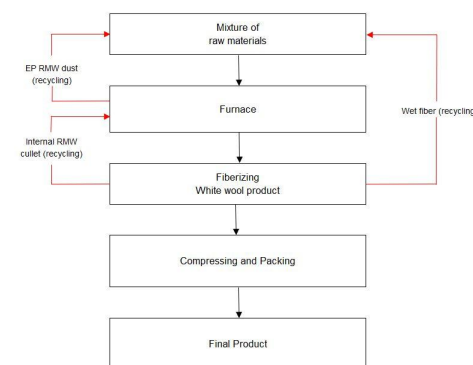 Mixture of
raw materials
EP RMW dust
(recycling)
Furnace
Wet fiber (recycling
Internal RMW
cullet (recycling)
Fiberizing
White wool product
Compressing and Packing
Final Product